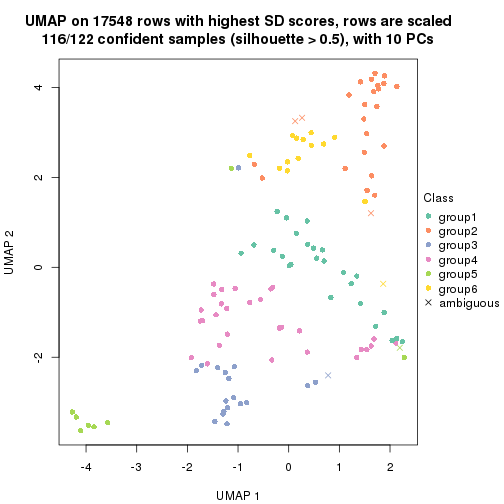 UMAP on 17548 rows with highest SD scores, rows are scaled
116/122 confident samples (silhouette > 0.5), with 10 PCs
4
2
0
-2
UMAP 2
-4
-3
-2
-1
0
1
2
UMAP 1
Class
group1
group2
group3
group4
group5
group6
ambiguous